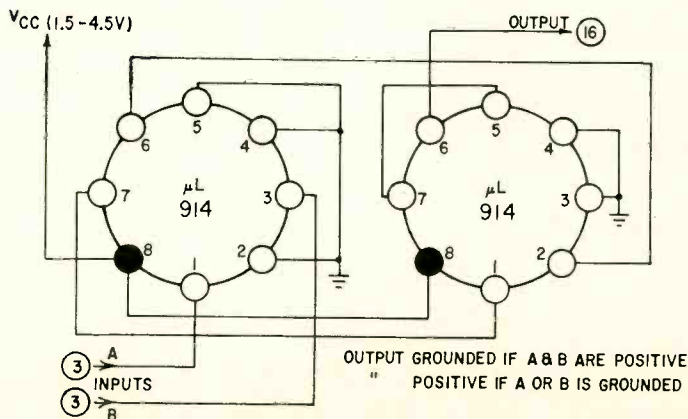 VCC (1.5-4.5V)
OUTPUT 16
5
6
4
7
μL
914
3
8
2
1
5
6
4
7
μL
914
3
8
2
1
3 A
INPUTS
3 B
OUTPUT GROUNDED IF A & B ARE POSITIVE
" POSITIVE IF A OR B IS GROUNDED